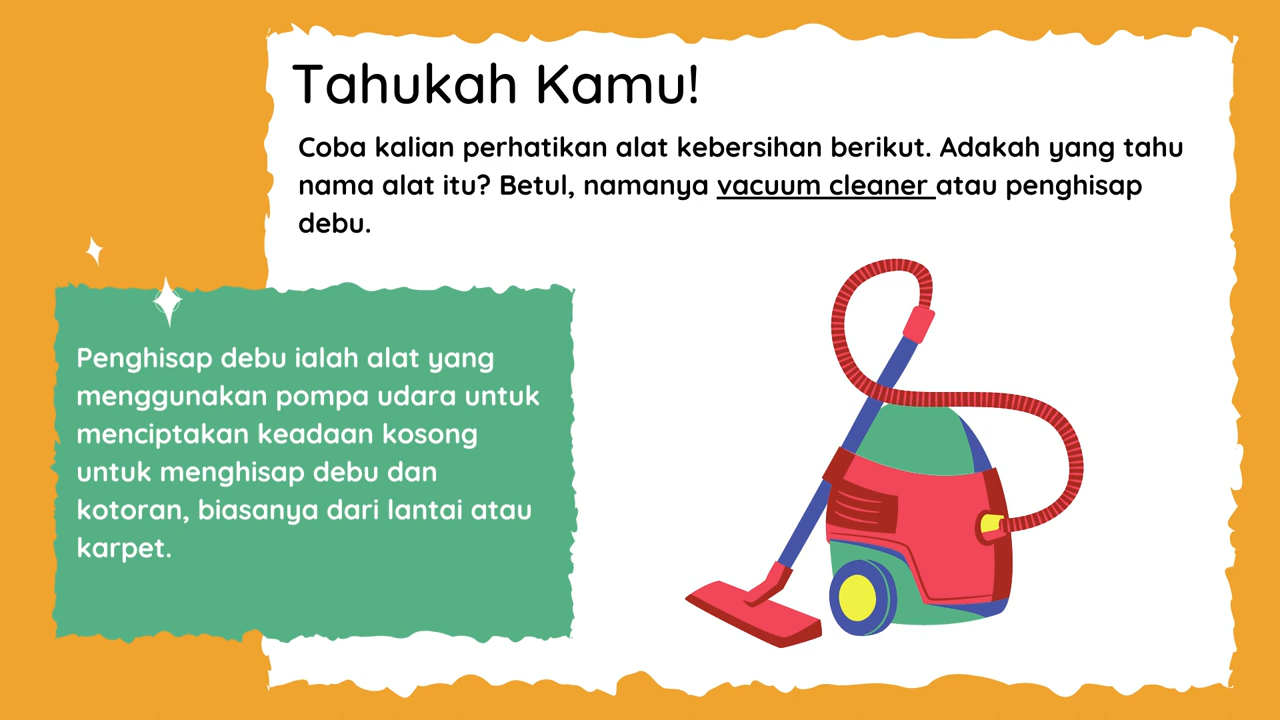 Tahukah Kamu!
Coba kalian perhatikan alat kebersihan berikut. Adakah yang tahu
nama alat itu? Betul, namanya vacuum cleaner atau penghisap
debu.
Penghisap debu ialah alat yang
menggunakan pompa udara untuk
menciptakan keadaan kosong
untuk menghisap debu dan
kotoran, biasanya dari lantai atau
karpet.